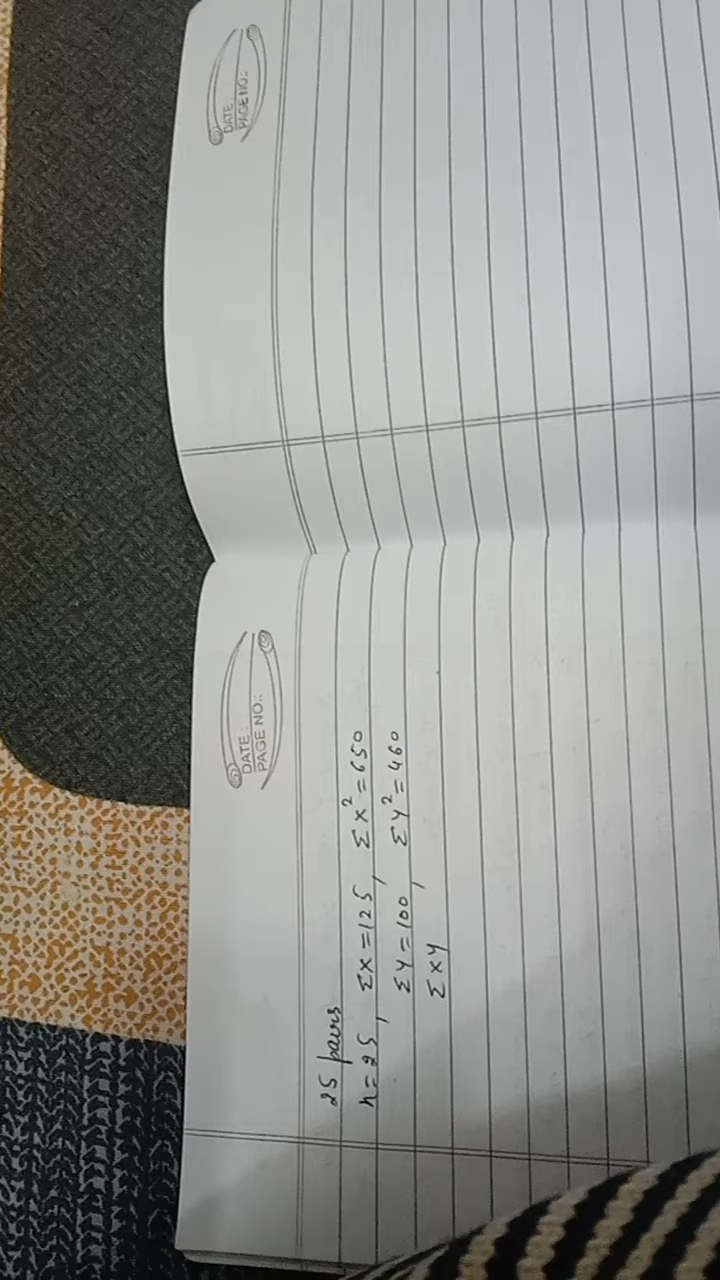 DATE :
PAGE NO.:
25 pairs
n=25, Σx=125, Σx²=650
Σy=100, Σy²=460
Σxy
DATE
PAGE NO.: